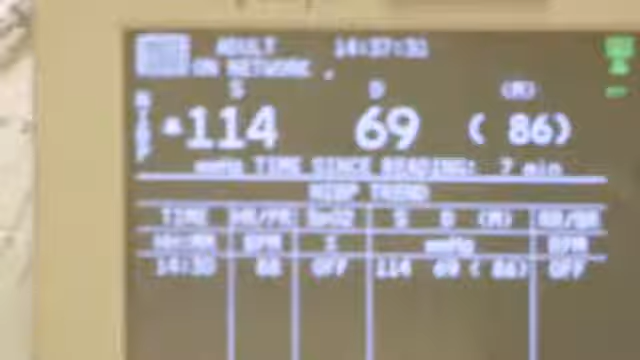 ADULT 14:37:31
ON NETWORK
S D (M)
NIBP 114 69 ( 86)
mmHg TIME SINCE READING: 7 min
NIBP TREND
TIME HR/PR SpO2 S D (M) RR/BR
HH:MM BPM % mmHg BPM
14:30 OFF 114 69 ( 86) OFF